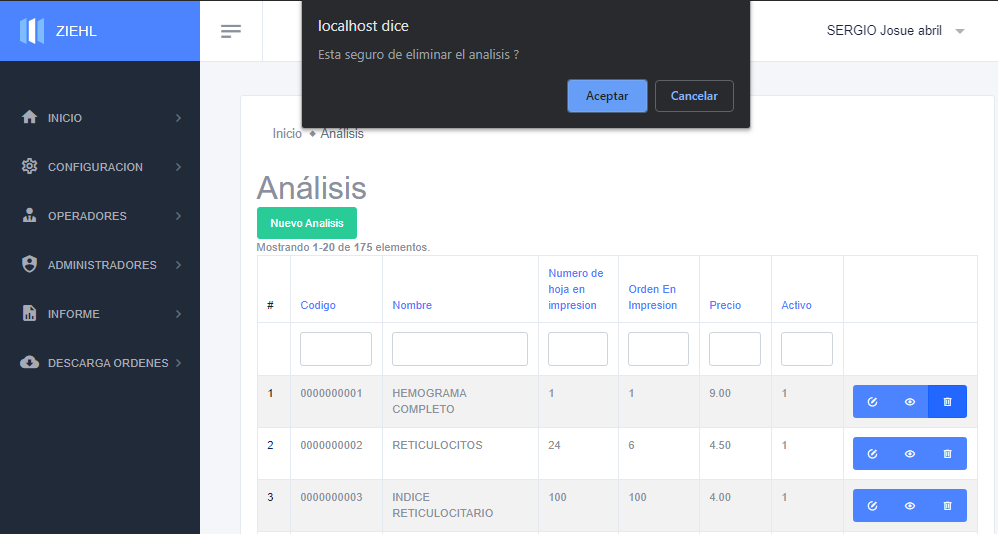 ZIEHL
localhost dice
Esta seguro de eliminar el analisis ?
Aceptar Cancelar
SERGIO Josue abril
INICIO
CONFIGURACION
OPERADORES
ADMINISTRADORES
INFORME
DESCARGA ORDENES
Inicio Análisis
Análisis
Nuevo Analisis
Mostrando 1-20 de 175 elementos.
# Codigo Nombre Numero de hoja en impresion Orden En Impresion Precio Activo
1 0000000001 HEMOGRAMA COMPLETO 1 1 9.00 1
2 0000000002 RETICULOCITOS 24 6 4.50 1
3 0000000003 INDICE RETICULOCITARIO 100 100 4.00 1